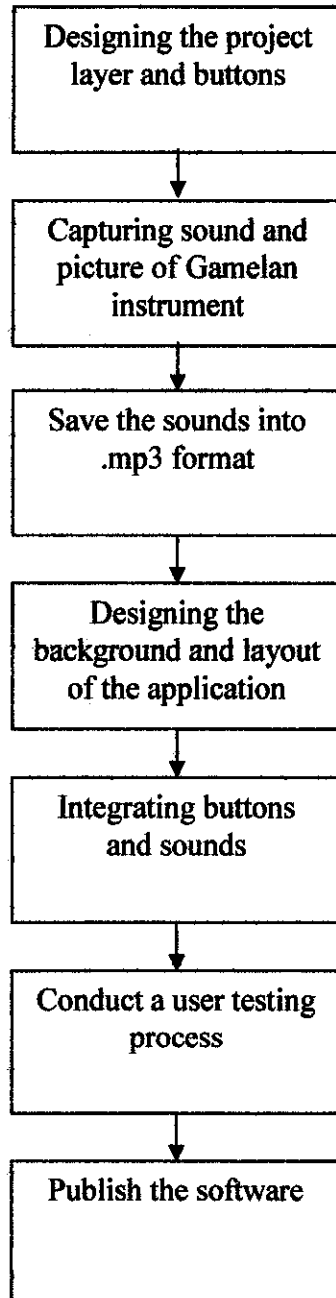 Designing the project
layer and buttons
Capturing sound and
picture of Gamelan
instrument
Save the sounds into
.mp3 format
Designing the
background and layout
of the application
Integrating buttons
and sounds
Conduct a user testing
process
Publish the software